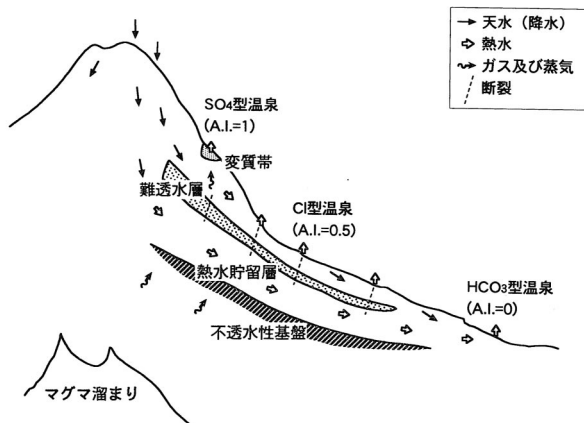 天水（降水）
熱水
ガス及び蒸気
断裂
SO4型温泉
(A.I.=1)
変質帯
難透水層
Cl型温泉
(A.I.=0.5)
熱水貯留層
HCO3型温泉
(A.I.=0)
不透水性基盤
マグマ溜まり